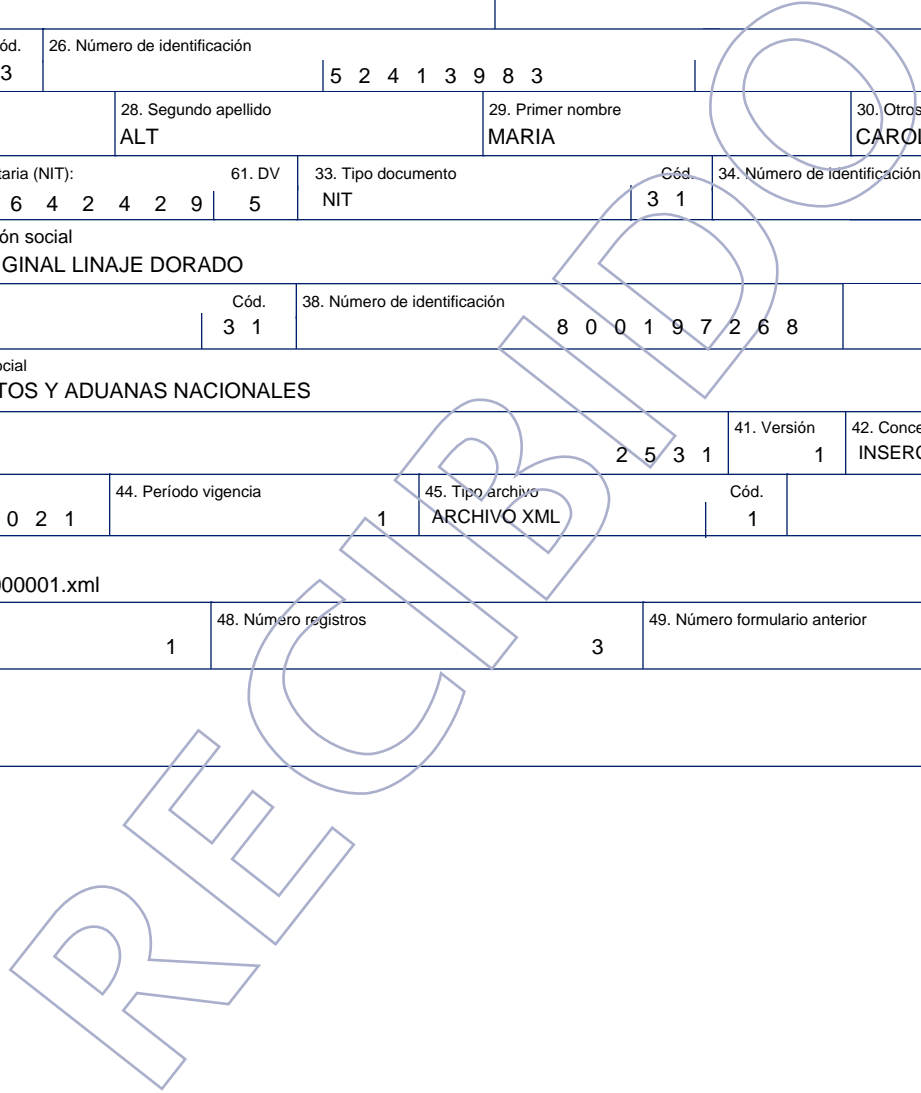 ód. 26. Número de identificación
3 5 2 4 1 3 9 8 3
28. Segundo apellido 29. Primer nombre 30. Otros
ALT MARIA CAROL
taria (NIT): 61. DV 33. Tipo documento Cód. 34. Número de identificación
6 4 2 4 2 9 5 NIT 3 1
ón social
GINAL LINAJE DORADO
Cód. 38. Número de identificación
3 1 8 0 0 1 9 7 2 6 8
ocial
TOS Y ADUANAS NACIONALES
41. Versión 42. Conce
2 5 3 1 1 INSERC
44. Período vigencia 45. Tipo archivo Cód.
0 2 1 1 ARCHIVO XML 1
000001.xml
48. Número registros 49. Número formulario anterior
1 3
RECIBIDO